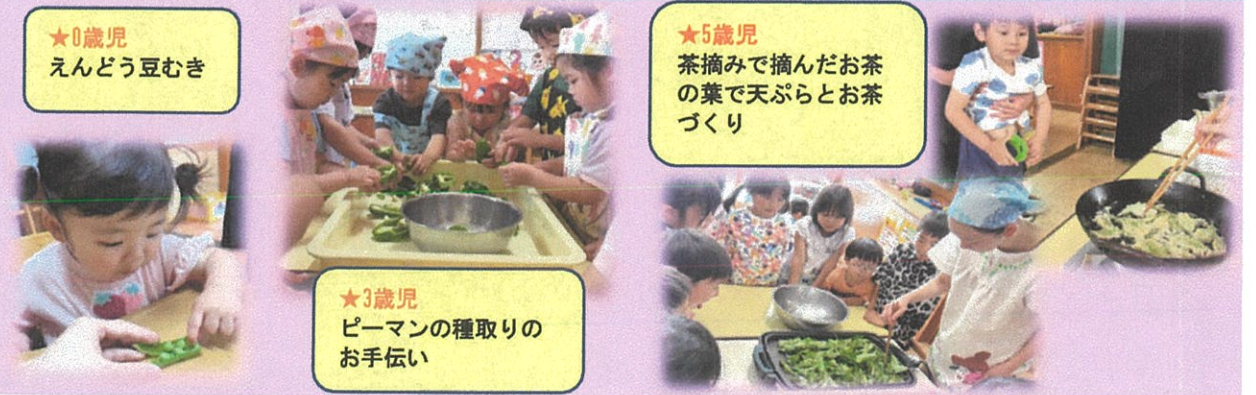 ★0歳児
えんどう豆むき
★3歳児
ピーマンの種取りの
お手伝い
★5歳児
茶摘みで摘んだお茶
の葉で天ぷらとお茶
づくり